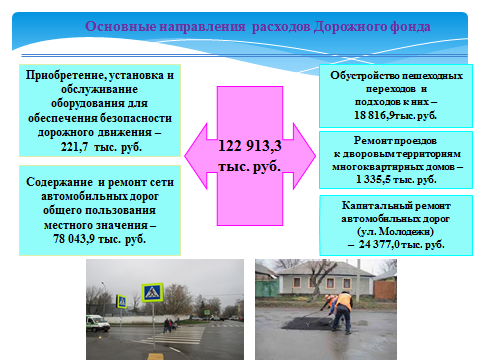 Основные направления расходов Дорожного фонда
Приобретение, установка и
обслуживание
оборудования для
обеспечения безопасности
дорожного движения –
221,7 тыс. руб.
Содержание и ремонт сети
автомобильных дорог
общего пользования
местного значения –
78 043,9 тыс. руб.
122 913,3
тыс. руб.
Обустройство пешеходных
переходов и
подходов к ним –
18 816,9тыс. руб.
Ремонт проездов
к дворовым территориям
многоквартирных домов –
1 335,5 тыс. руб.
Капитальный ремонт
автомобильных дорог
(ул. Молодежи)
– 24 377,0 тыс. руб.